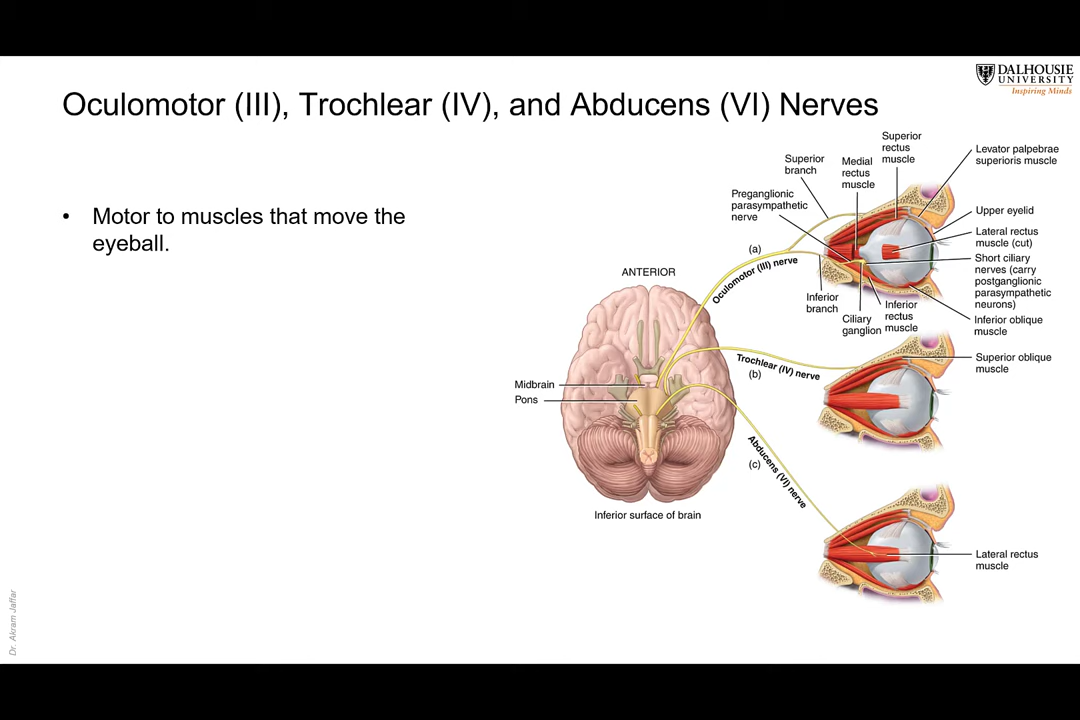 DALHOUSIE
UNIVERSITY
Inspiring Minds
Oculomotor (III), Trochlear (IV), and Abducens (VI) Nerves
• Motor to muscles that move the
eyeball.
Superior
rectus
muscle
Levator palpebrae
superioris muscle
Superior
branch
Medial
rectus
muscle
Preganglionic
parasympathetic
nerve
Upper eyelid
Lateral rectus
muscle (cut)
(a)
Oculomotor (III) nerve
Short ciliary
nerves (carry
postganglionic
parasympathetic
neurons)
Inferior
branch
Ciliary
ganglion
Inferior
rectus
muscle
Inferior oblique
muscle
ANTERIOR
Trochlear (IV) nerve
(b)
Superior oblique
muscle
Midbrain
Pons
Abducens (VI) nerve
(c)
Inferior surface of brain
Lateral rectus
muscle
Dr. Akram Jaffar